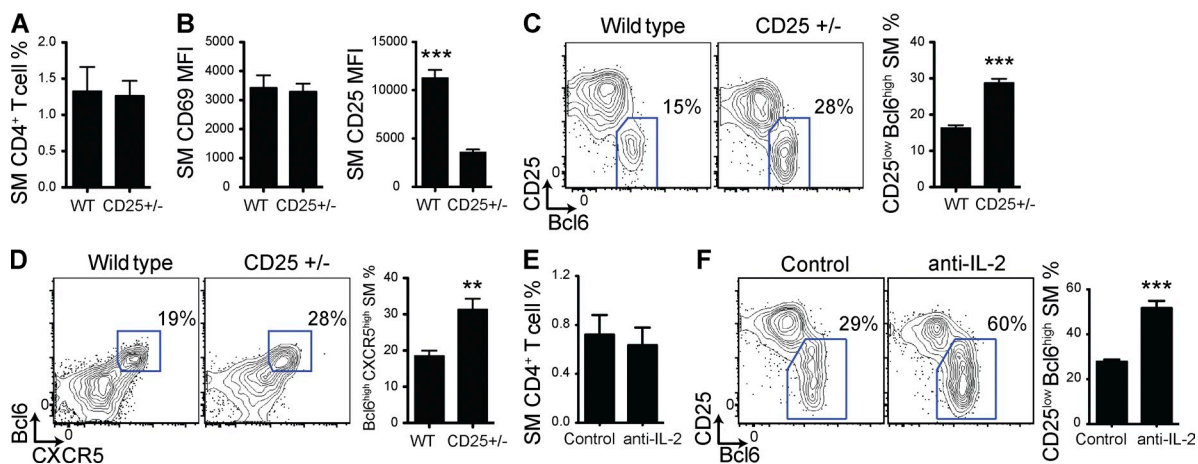 A
SM CD4+ T cell %
2.0
1.5
1.0
0.5
0.0
WT CD25+/-
B
SM CD69 MFI
5000
4000
3000
2000
1000
0
WT CD25+/-
SM CD25 MFI
15000
10000
5000
0
***
WT CD25+/-
C
Wild type CD25 +/-
15%
28%
CD25
0
0
Bcl6
CD25low Bcl6high SM %
40
30
20
10
0
***
WT CD25+/-
D
Wild type CD25 +/-
19%
28%
Bcl6
0
0
CXCR5
Bcl6high CXCR5high SM %
40
30
20
10
0
**
WT CD25+/-
E
SM CD4+ T cell %
1.2
0.8
0.4
0.0
Control anti-IL-2
F
Control anti-IL-2
29%
60%
CD25
0
0
Bcl6
CD25low Bcl6high SM %
60
40
20
0
***
Control anti-IL-2